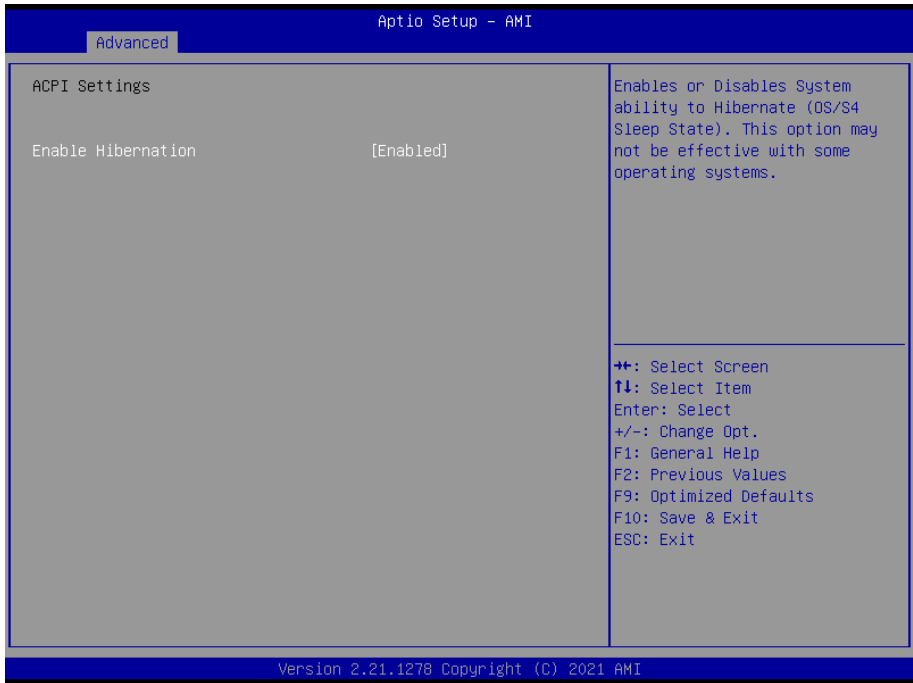 Aptio Setup – AMI
Advanced
ACPI Settings
Enable Hibernation [Enabled]
Enables or Disables System
ability to Hibernate (OS/S4
Sleep State). This option may
not be effective with some
operating systems.
→←: Select Screen
↑↓: Select Item
Enter: Select
+/-: Change Opt.
F1: General Help
F2: Previous Values
F9: Optimized Defaults
F10: Save & Exit
ESC: Exit
Version 2.21.1278 Copyright (C) 2021 AMI